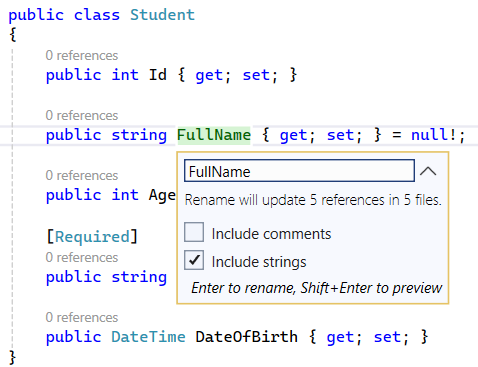 public class Student
{
0 references
public int Id { get; set; }
0 references
public string FullName { get; set; } = null!;
FullName
0 references
Rename will update 5 references in 5 files.
public int Age
Include comments
[Required]
0 references
Include strings
public string
Enter to rename, Shift+Enter to preview
0 references
public DateTime DateOfBirth { get; set; }
}